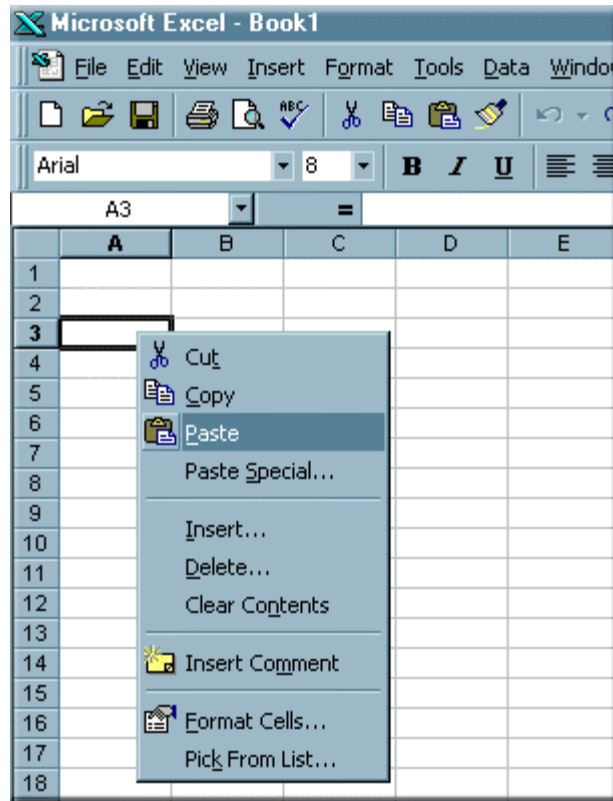 Microsoft Excel - Book1
File Edit View Insert Format Tools Data Windo
ABC
Arial 8 B I U
A3 =
A B C D E
1
2
3
4 Cut
5 Copy
6 Paste
7
8 Paste Special...
9
10 Insert...
11 Delete...
12 Clear Contents
13
14 Insert Comment
15
16 Format Cells...
17 Pick From List...
18